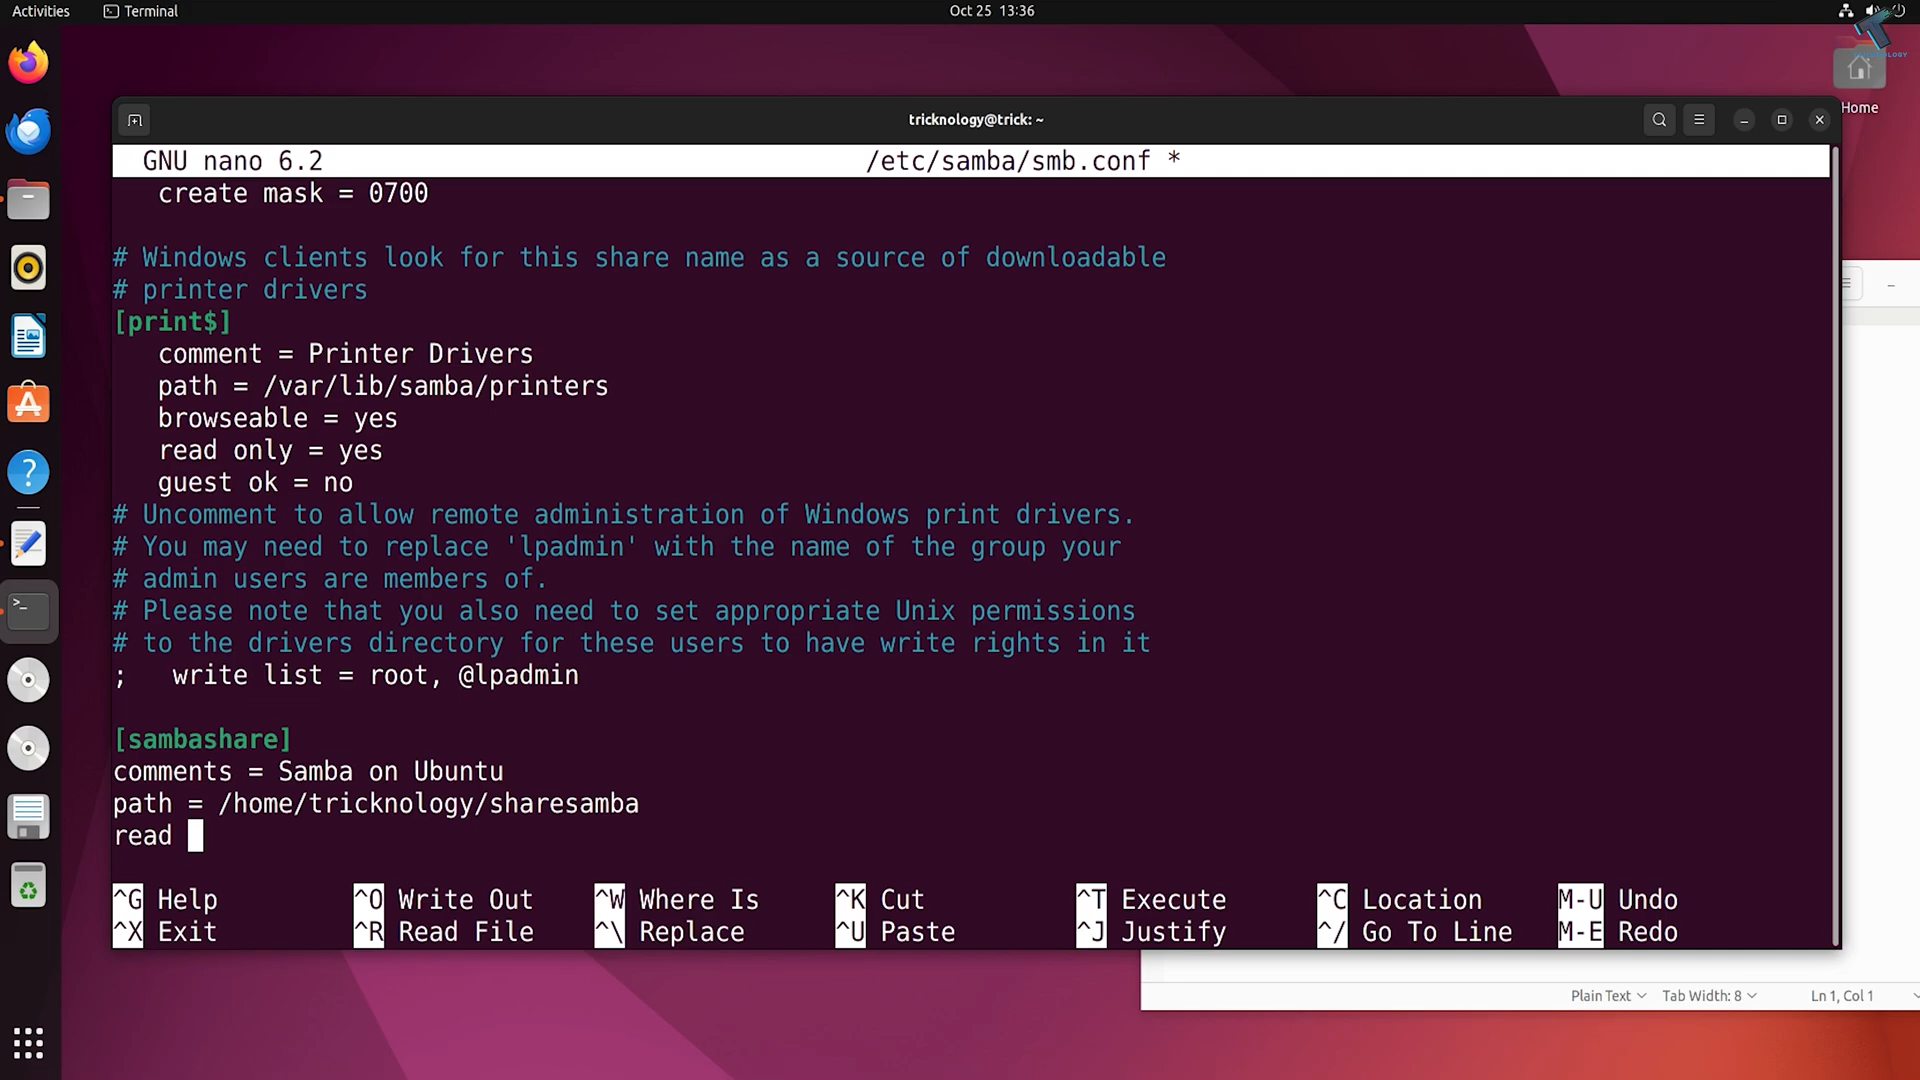 Activities
Terminal
Oct 25 13:36
Home
tricknology@trick: ~
GNU nano 6.2
/etc/samba/smb.conf *
create mask = 0700
# Windows clients look for this share name as a source of downloadable
# printer drivers
[print$]
comment = Printer Drivers
path = /var/lib/samba/printers
browseable = yes
read only = yes
guest ok = no
# Uncomment to allow remote administration of Windows print drivers.
# You may need to replace 'lpadmin' with the name of the group your
# admin users are members of.
# Please note that you also need to set appropriate Unix permissions
# to the drivers directory for these users to have write rights in it
;   write list = root, @lpadmin
[sambashare]
comments = Samba on Ubuntu
path = /home/tricknology/sharesamba
read
^G Help ^O Write Out ^W Where Is ^K Cut ^T Execute ^C Location M-U Undo
^X Exit ^R Read File ^\ Replace ^U Paste ^J Justify ^/ Go To Line M-E Redo
Plain Text Tab Width: 8 Ln 1, Col 1